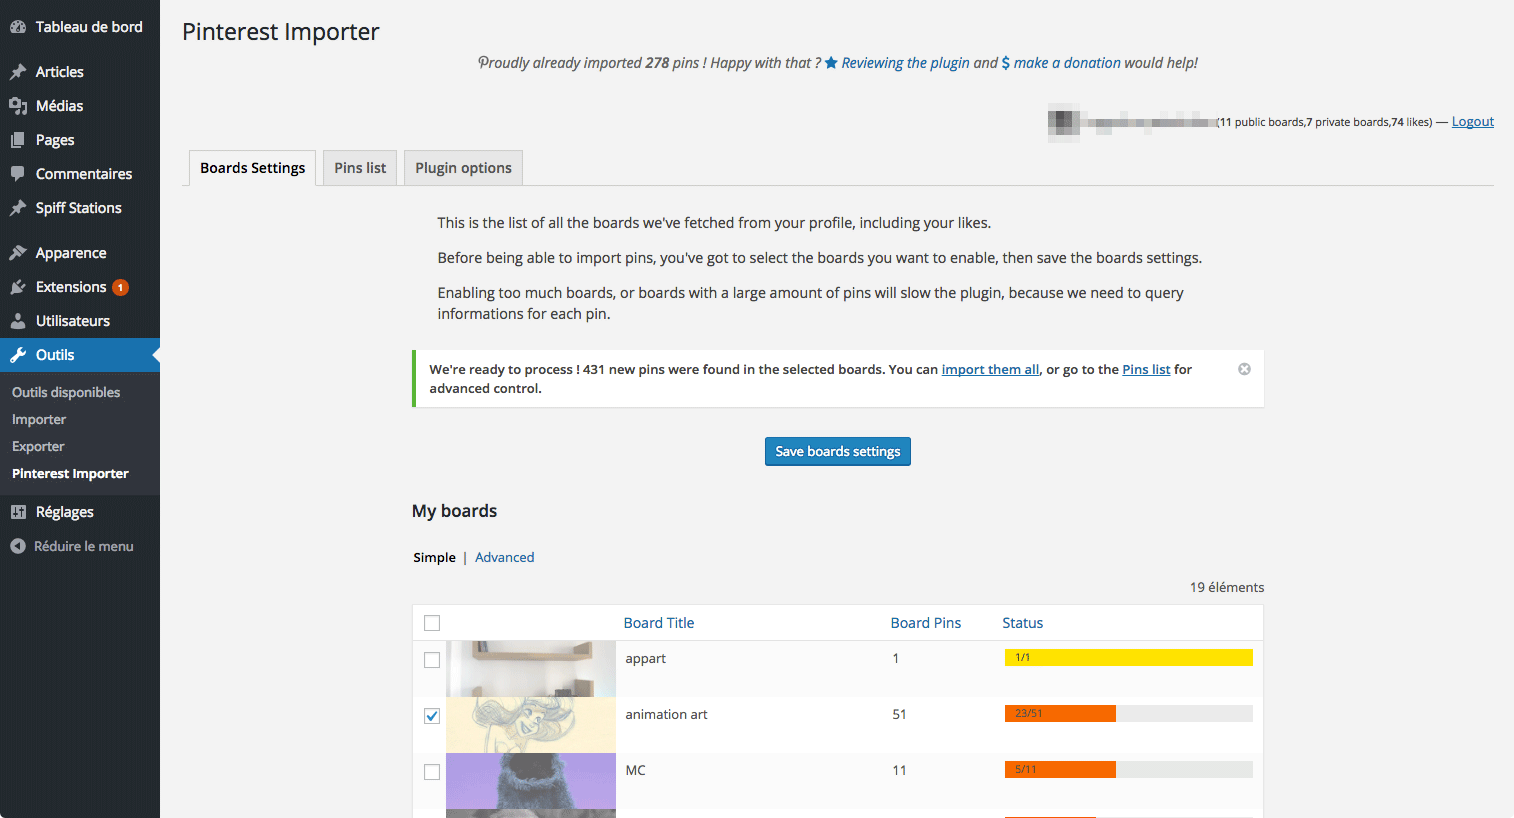 Tableau de bord
Articles
Médias
Pages
Commentaires
Spiff Stations
Apparence
Extensions 1
Utilisateurs
Outils
Outils disponibles
Importer
Exporter
Pinterest Importer
Réglages
Réduire le menu
Pinterest Importer
Proudly already imported 278 pins ! Happy with that ? Reviewing the plugin and $ make a donation would help!
(11 public boards,7 private boards,74 likes) — Logout
Boards Settings
Pins list
Plugin options
This is the list of all the boards we've fetched from your profile, including your likes.
Before being able to import pins, you've got to select the boards you want to enable, then save the boards settings.
Enabling too much boards, or boards with a large amount of pins will slow the plugin, because we need to query
informations for each pin.
We're ready to process ! 431 new pins were found in the selected boards. You can import them all, or go to the Pins list for
advanced control.
Save boards settings
My boards
Simple | Advanced
19 éléments
Board Title Board Pins Status
appart 1 1/1
animation art 51 23/51
MC 11 5/11